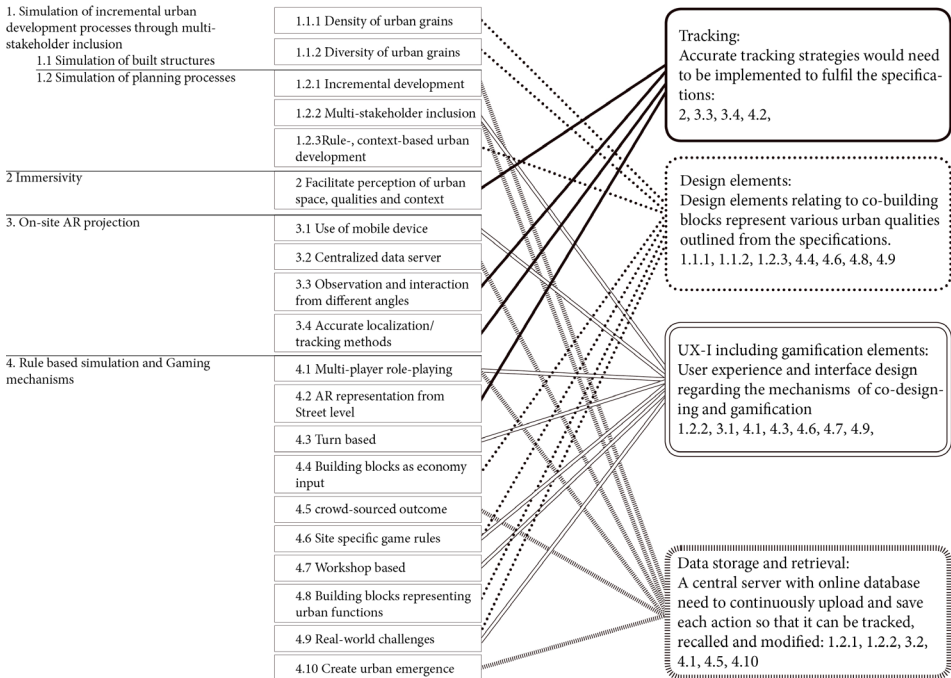 1. Simulation of incremental urban
development processes through multi-
stakeholder inclusion
1.1 Simulation of built structures
1.2 Simulation of planning processes
2 Immersivity
3. On-site AR projection
4. Rule based simulation and Gaming
mechanisms
1.1.1 Density of urban grains
1.1.2 Diversity of urban grains
1.2.1 Incremental development
1.2.2 Multi-stakeholder inclusion
1.2.3Rule-, context-based urban
development
2 Facilitate perception of urban
space, qualities and context
3.1 Use of mobile device
3.2 Centralized data server
3.3 Observation and interaction
from different angles
3.4 Accurate localization/
tracking methods
4.1 Multi-player role-playing
4.2 AR representation from
Street level
4.3 Turn based
4.4 Building blocks as economy
input
4.5 crowd-sourced outcome
4.6 Site specific game rules
4.7 Workshop based
4.8 Building blocks representing
urban functions
4.9 Real-world challenges
4.10 Create urban emergence
Tracking:
Accurate tracking strategies would need
to be implemented to fulfil the specifica-
tions:
2, 3.3, 3.4, 4.2,
Design elements:
Design elements relating to co-building
blocks represent various urban qualities
outlined from the specifications.
1.1.1, 1.1.2, 1.2.3, 4.4, 4.6, 4.8, 4.9
UX-I including gamification elements:
User experience and interface design
regarding the mechanisms of co-design-
ing and gamification
1.2.2, 3.1, 4.1, 4.3, 4.6, 4.7, 4.9,
Data storage and retrieval:
A central server with online database
need to continuously upload and save
each action so that it can be tracked,
recalled and modified: 1.2.1, 1.2.2, 3.2,
4.1, 4.5, 4.10